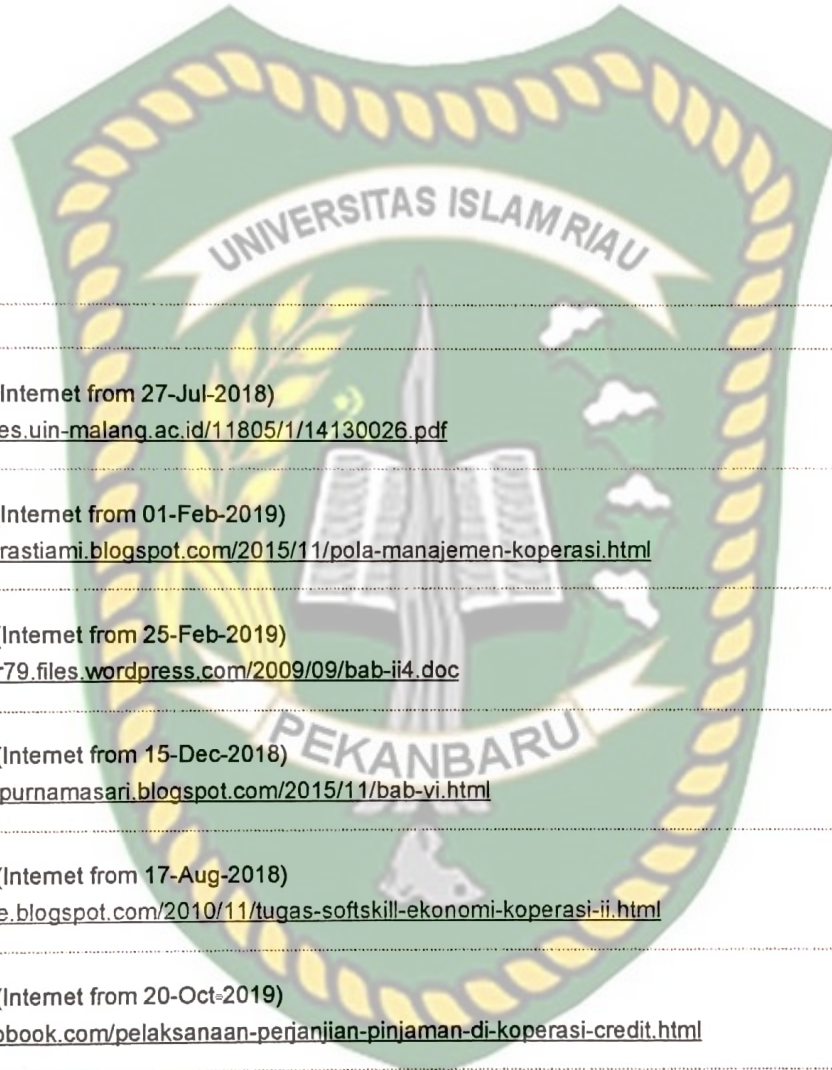 UNIVERSITAS ISLAM RIAU
Internet from 27-Jul-2018)
es.uin-malang.ac.id/11805/1/14130026.pdf
Internet from 01-Feb-2019)
rastiami.blogspot.com/2015/11/pola-manajemen-koperasi.html
(Internet from 25-Feb-2019)
r79.files.wordpress.com/2009/09/bab-ii4.doc
PEKANBARU
(Internet from 15-Dec-2018)
purnamasari.blogspot.com/2015/11/bab-vi.html
(Internet from 17-Aug-2018)
e.blogspot.com/2010/11/tugas-softskill-ekonomi-koperasi-ii.html
(Internet from 20-Oct-2019)
obook.com/pelaksanaan-perjanjian-pinjaman-di-koperasi-credit.html